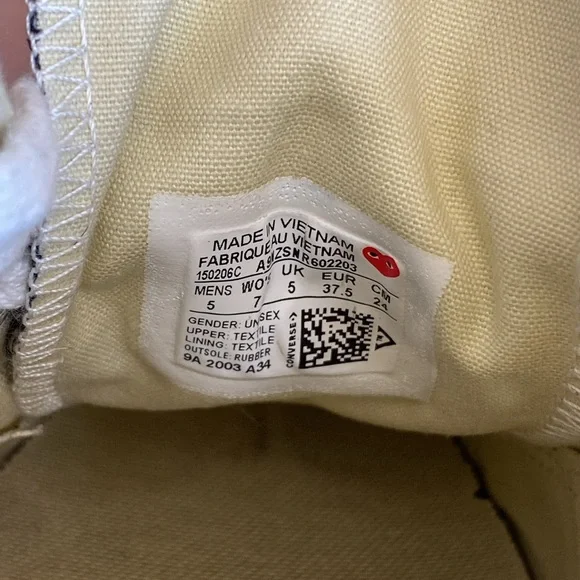 MADE IN VIETNAM
FABRIQUE AU VIETNAM
150206C
MENS WO' UK EUR CM
5 7 5 37.5 24
GENDER: UNISEX
UPPER: TEXTILE
LINING: TEXTILE
OUTSOLE: RUBBER
9A 2003 A34
CONVERSE